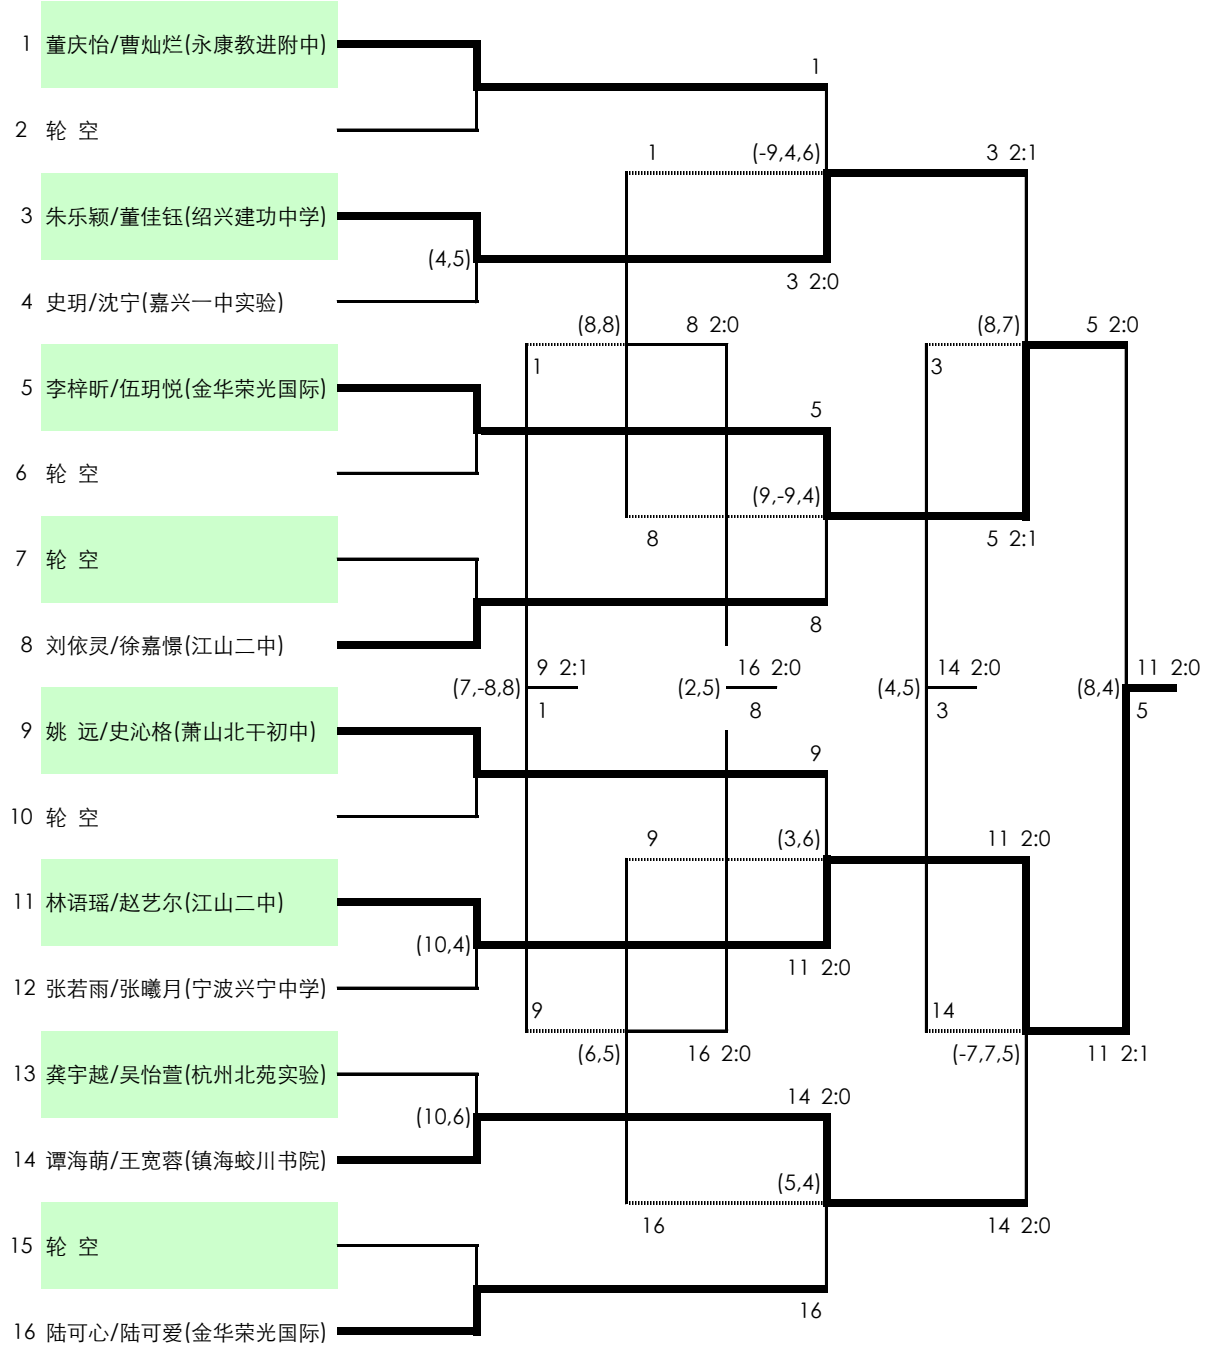 1 董庆怡/曹灿烂(永康教进附中)
1
2 轮 空
1 (-9,4,6) 3 2:1
3 朱乐颖/董佳钰(绍兴建功中学)
(4,5)
3 2:0
4 史玥/沈宁(嘉兴一中实验)
(8,8) 8 2:0 (8,7) 5 2:0
1 3
5 李梓昕/伍玥悦(金华荣光国际)
5
6 轮 空
(9,-9,4)
8 5 2:1
7 轮 空
8
8 刘依灵/徐嘉憬(江山二中)
9 2:1 16 2:0 14 2:0 11 2:0
(7,-8,8) (2,5) (4,5) (8,4)
1 8 3 5
9 姚 远/史沁格(萧山北干初中)
9
10 轮 空
9 (3,6) 11 2:0
11 林语瑶/赵艺尔(江山二中)
(10,4)
11 2:0
12 张若雨/张曦月(宁波兴宁中学)
9 14
(6,5) 16 2:0 (-7,7,5) 11 2:1
13 龚宇越/吴怡萱(杭州北苑实验)
14 2:0
(10,6)
14 谭海萌/王宽蓉(镇海蛟川书院)
(5,4)
16 14 2:0
15 轮 空
16
16 陆可心/陆可爱(金华荣光国际)